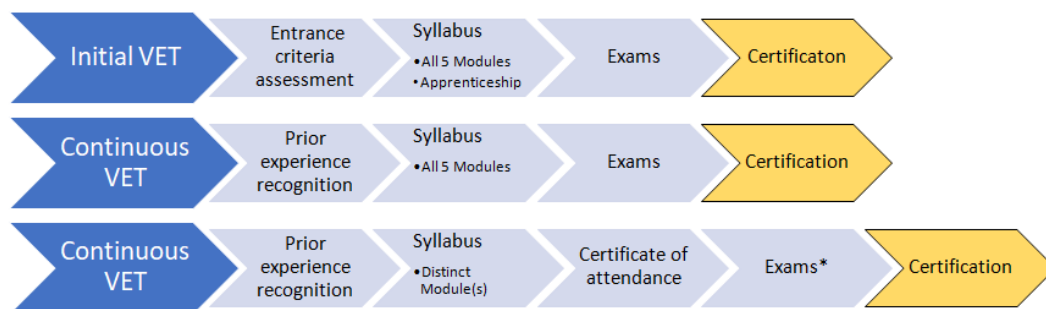 Initial VET
Entrance
criteria
assessment
Syllabus
•All 5 Modules
•Apprenticeship
Exams
Certificaton
Continuous
VET
Prior
experience
recognition
Syllabus
•All 5 Modules
Exams
Certification
Continuous
VET
Prior
experience
recognition
Syllabus
•Distinct
Module(s)
Certificate of
attendance
Exams*
Certification